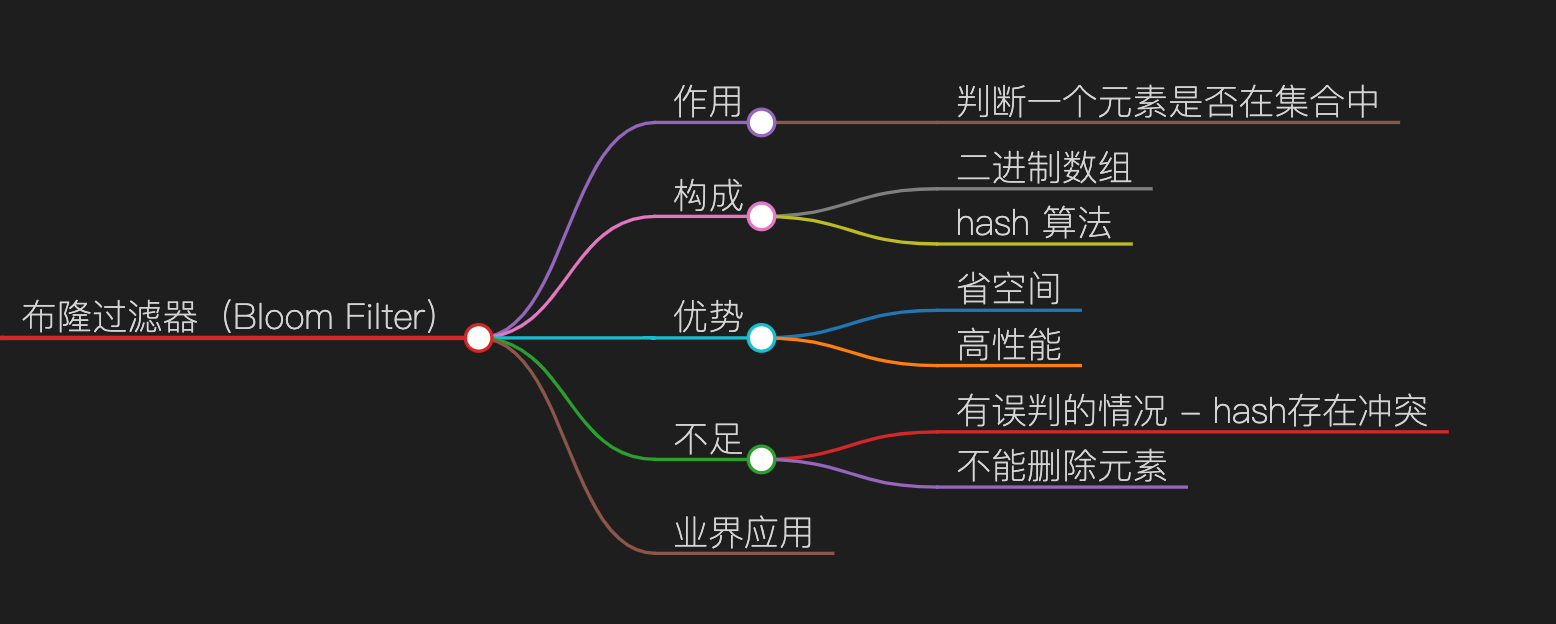 布隆过滤器（Bloom Filter）
作用
判断一个元素是否在集合中
构成
二进制数组
hash 算法
优势
省空间
高性能
不足
有误判的情况 – hash存在冲突
不能删除元素
业界应用